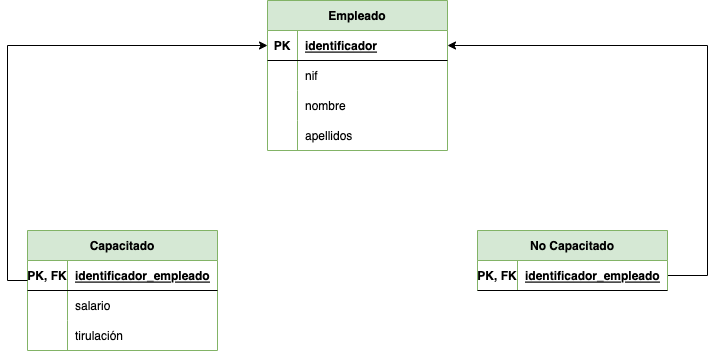 Empleado
PK identificador
nif
nombre
apellidos
Capacitado
PK, FK identificador_empleado
salario
tirulación
No Capacitado
PK, FK identificador_empleado